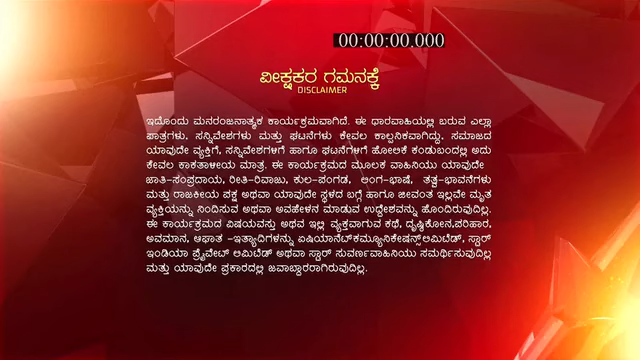 00:00:00.000
ವೀಕ್ಷಕರ ಗಮನಕ್ಕೆ
DISCLAIMER
ಇದೊಂದು ಮನರಂಜನಾತ್ಮಕ ಕಾರ್ಯಕ್ರಮವಾಗಿದೆ. ಈ ಧಾರವಾಹಿಯಲ್ಲಿ ಬರುವ ಎಲ್ಲಾ
ಪಾತ್ರಗಳು, ಸನ್ನಿವೇಶಗಳು ಮತ್ತು ಘಟನೆಗಳು ಕೇವಲ ಕಾಲ್ಪನಿಕವಾಗಿದ್ದು, ಸಮಾಜದ
ಯಾವುದೇ ವ್ಯಕ್ತಿಗೆ, ಸನ್ನಿವೇಶಗಳಿಗೆ ಹಾಗೂ ಘಟನೆಗಳಿಗೆ ಹೋಲಿಕೆ ಕಂಡುಬಂದಲ್ಲಿ ಅದು
ಕೇವಲ ಕಾಕತಾಳೀಯ ಮಾತ್ರ. ಈ ಕಾರ್ಯಕ್ರಮದ ಮೂಲಕ ವಾಹಿನಿಯು ಯಾವುದೇ
ಜಾತಿ-ಸಂಪ್ರದಾಯ, ರೀತಿ-ರಿವಾಜು, ಕುಲ-ಪಂಗಡ, ಲಿಂಗ-ಭಾಷೆ, ತತ್ವ-ಭಾವನೆಗಳು
ಮತ್ತು ರಾಜಕೀಯ ಪಕ್ಷ ಅಥವಾ ಯಾವುದೇ ಸ್ಥಳದ ಬಗ್ಗೆ ಹಾಗೂ ಜೀವಂತ ಇಲ್ಲವೇ ಮೃತ
ವ್ಯಕ್ತಿಯನ್ನು ನಿಂದಿಸುವ ಅಥವಾ ಅವಹೇಳನ ಮಾಡುವ ಉದ್ದೇಶವನ್ನು ಹೊಂದಿರುವುದಿಲ್ಲ.
ಈ ಕಾರ್ಯಕ್ರಮದ ವಿಷಯವಸ್ತು ಅಥವ ಇಲ್ಲಿ ವ್ಯಕ್ತವಾಗುವ ಕಥೆ, ದೃಷ್ಠಿಕೋನ,ಪರಿಹಾರ,
ಅವಮಾನ, ಆಘಾತ -ಇತ್ಯಾದಿಗಳನ್ನು ಏಷಿಯಾನೆಟ್‌ಕಮ್ಯೂನಿಕೇಷನ್ಸ್‌ಲಿಮಿಟೆಡ್, ಸ್ಟಾರ್
ಇಂಡಿಯಾ ಪ್ರೈವೇಟ್ ಲಿಮಿಟೆಡ್ ಅಥವಾ ಸ್ಟಾರ್ ಸುವರ್ಣವಾಹಿನಿಯು ಸಮರ್ಥಿಸುವುದಿಲ್ಲ
ಮತ್ತು ಯಾವುದೇ ಪ್ರಕಾರದಲ್ಲಿ ಜವಾಬ್ದಾರರಾಗಿರುವುದಿಲ್ಲ.